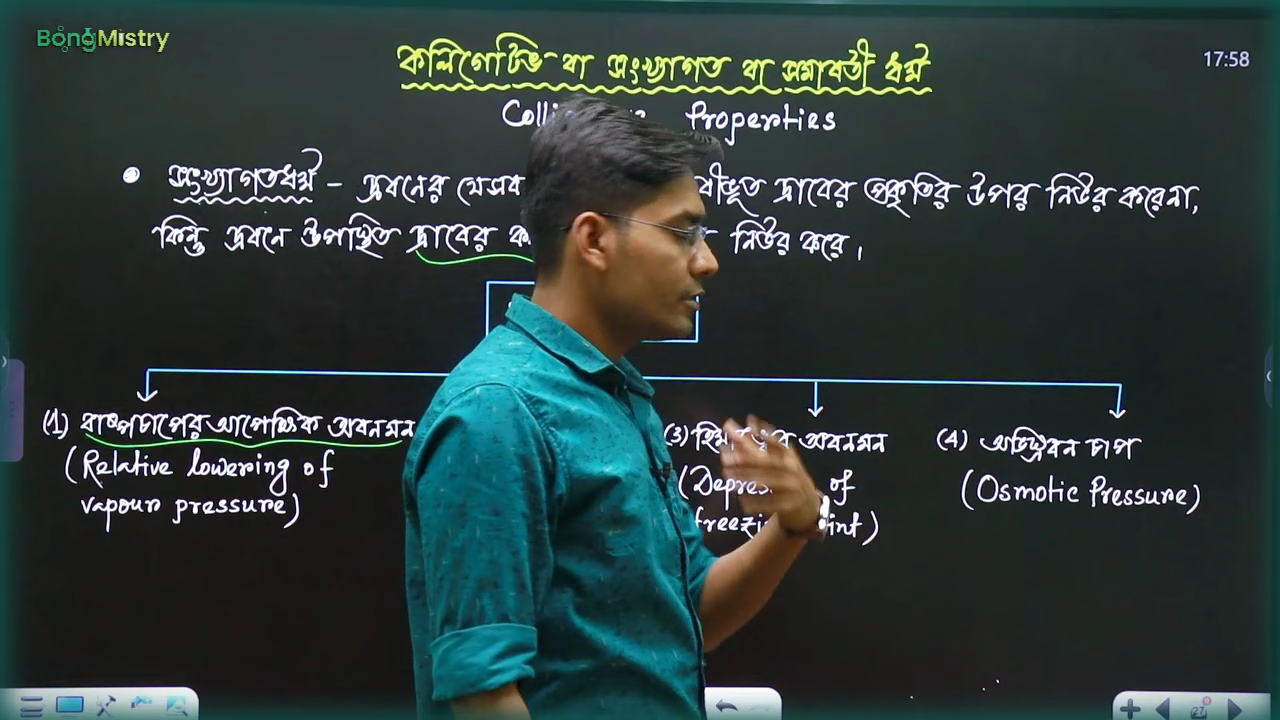 BongMistry
17:58
কলিগেটিভ বা সংখ্যাগত বা সমাবর্তী ধর্ম
Properties
সংখ্যাগতধর্ম - দ্রবনের যেসব দ্রাবের প্রকৃতির উপর নির্ভর করেনা,
কিন্তু দ্রবনে উপস্থিত দ্রাবের নির্ভর করে।
(1) বাষ্পচাপের আপেক্ষিক অবনমন
(Relative lowering of
vapour pressure)
(3) অবনমন
of
(4) অভিস্রবন চাপ
(Osmotic Pressure)
27